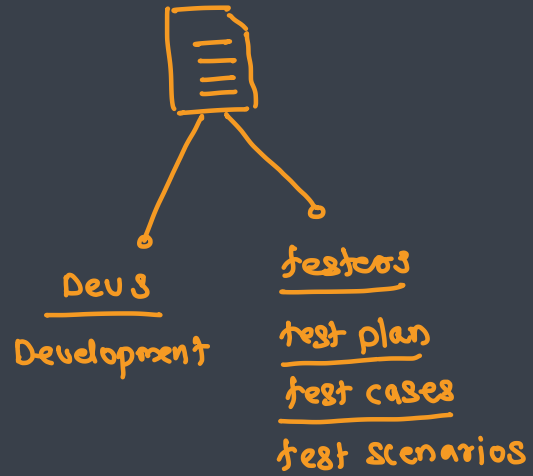 Devs
Development
testers
test plan
test cases
test scenarios